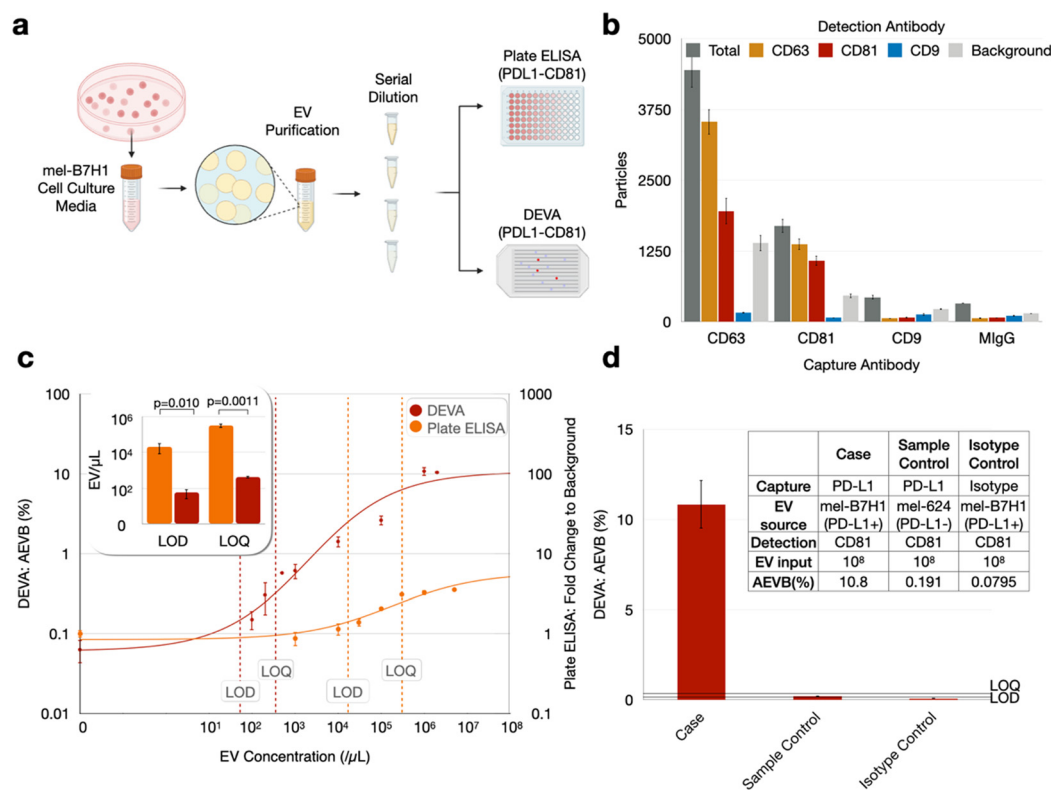 a
mel-B7H1
Cell Culture
Media
EV
Purification
Serial
Dilution
Plate ELISA
(PDL1-CD81)
DEVA
(PDL1-CD81)
b
Detection Antibody
Total CD63 CD81 CD9 Background
5000
3750
2500
1250
0
Particles
CD63 CD81 CD9 MIgG
Capture Antibody
c
100
10
1
0.1
0.01
DEVA: AEVB (%)
p=0.010 p=0.0011
10⁶
10⁴
10²
0
EV/µL
LOD LOQ
DEVA
Plate ELISA
LOD
LOQ
LOD
LOQ
1000
100
10
1
0.1
Plate ELISA: Fold Change to Background
0 10¹ 10² 10³ 10⁴ 10⁵ 10⁶ 10⁷ 10⁸
EV Concentration (/µL)
d
15
10
5
0
DEVA: AEVB (%)
Case Sample Control Isotype Control
Capture PD-L1 PD-L1 Isotype
EV source mel-B7H1 (PD-L1+) mel-624 (PD-L1-) mel-B7H1 (PD-L1+)
Detection CD81 CD81 CD81
EV input 10⁸ 10⁸ 10⁸
AEVB(%) 10.8 0.191 0.0795
LOQ
LOD
Case
Sample Control
Isotype Control